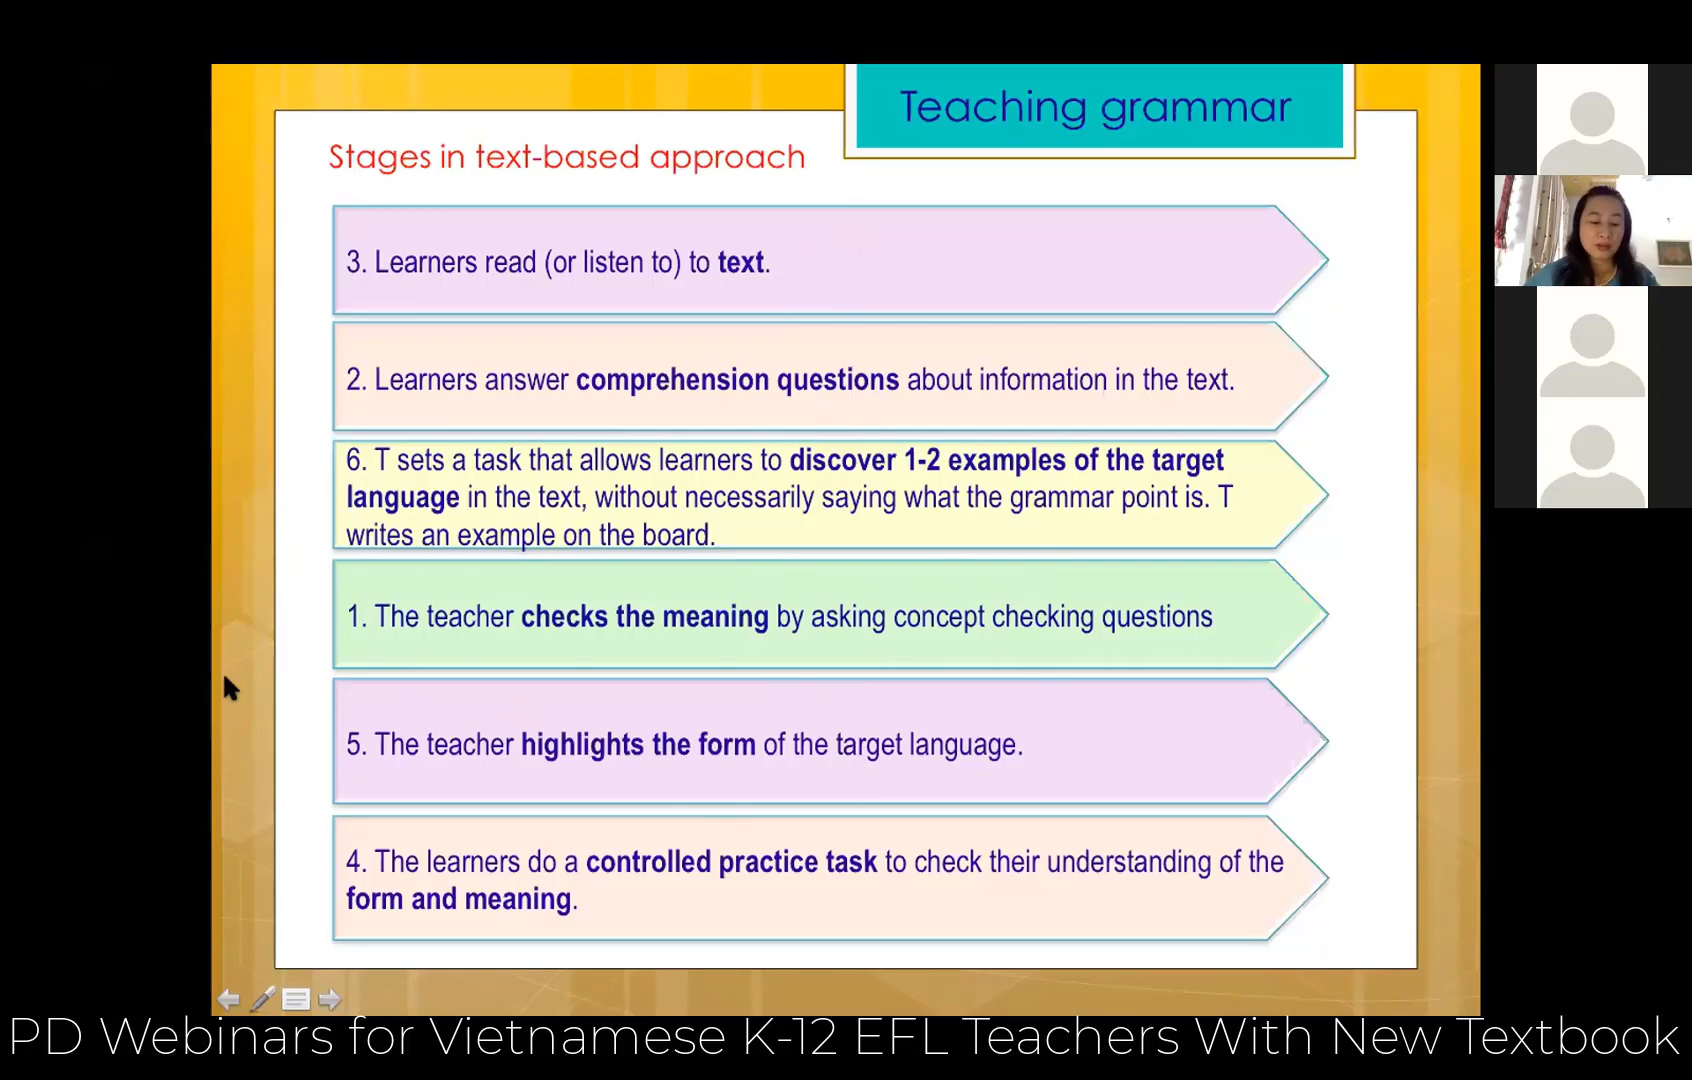 Teaching grammar
Stages in text-based approach
3. Learners read (or listen to) to text.
2. Learners answer comprehension questions about information in the text.
6. T sets a task that allows learners to discover 1-2 examples of the target
language in the text, without necessarily saying what the grammar point is. T
writes an example on the board.
1. The teacher checks the meaning by asking concept checking questions
5. The teacher highlights the form of the target language.
4. The learners do a controlled practice task to check their understanding of the
form and meaning.
PD Webinars for Vietnamese K-12 EFL Teachers With New Textbook